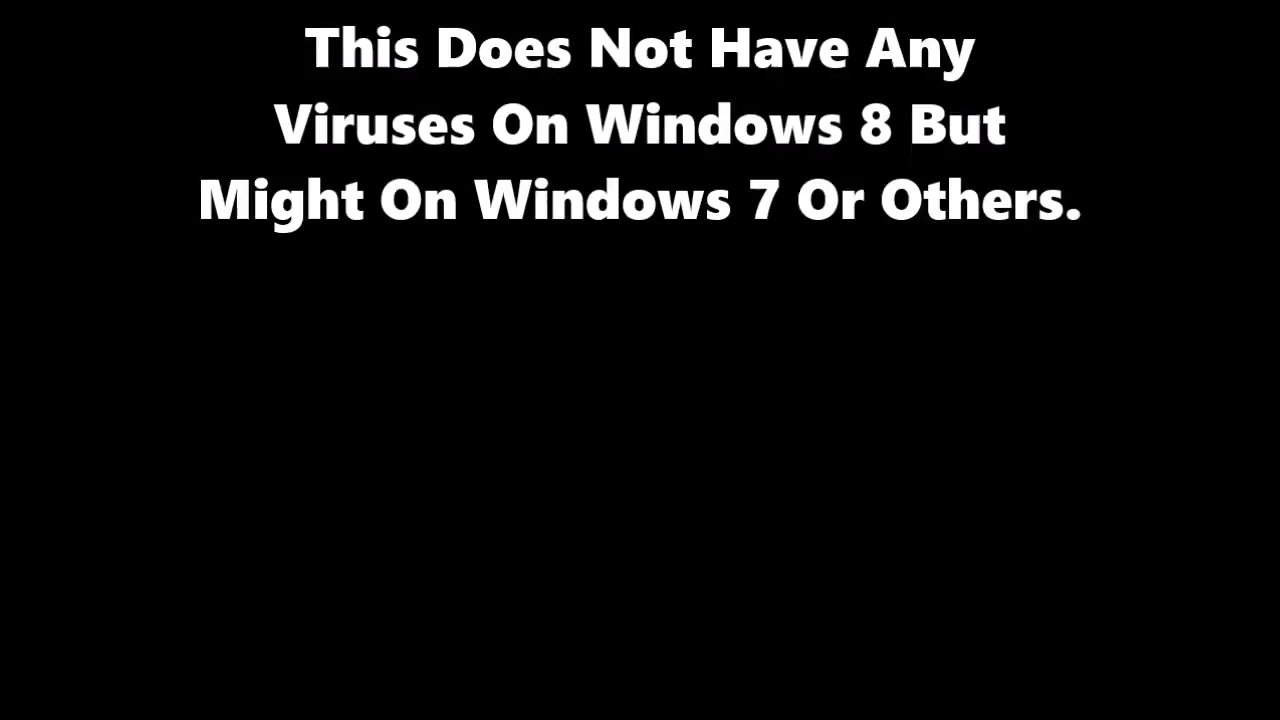 This Does Not Have Any
Viruses On Windows 8 But
Might On Windows 7 Or Others.